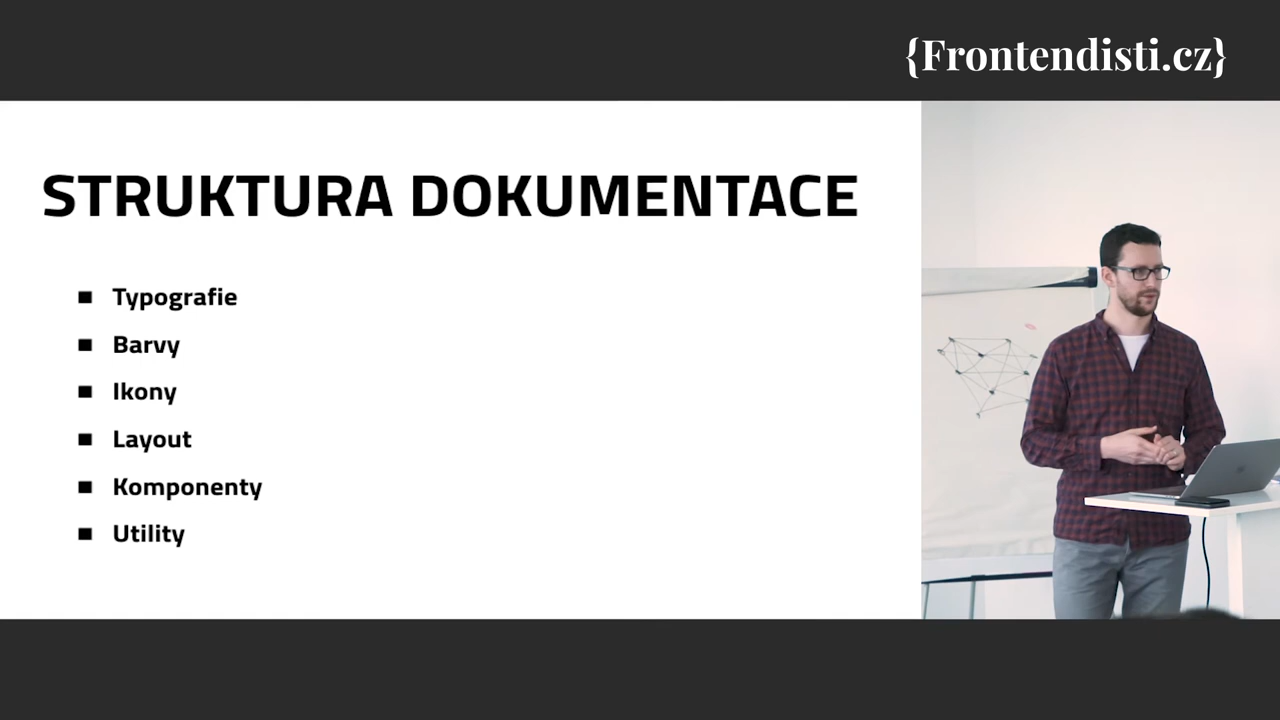 {Frontendisti.cz}
STRUKTURA DOKUMENTACE
Typografie
Barvy
Ikony
Layout
Komponenty
Utility